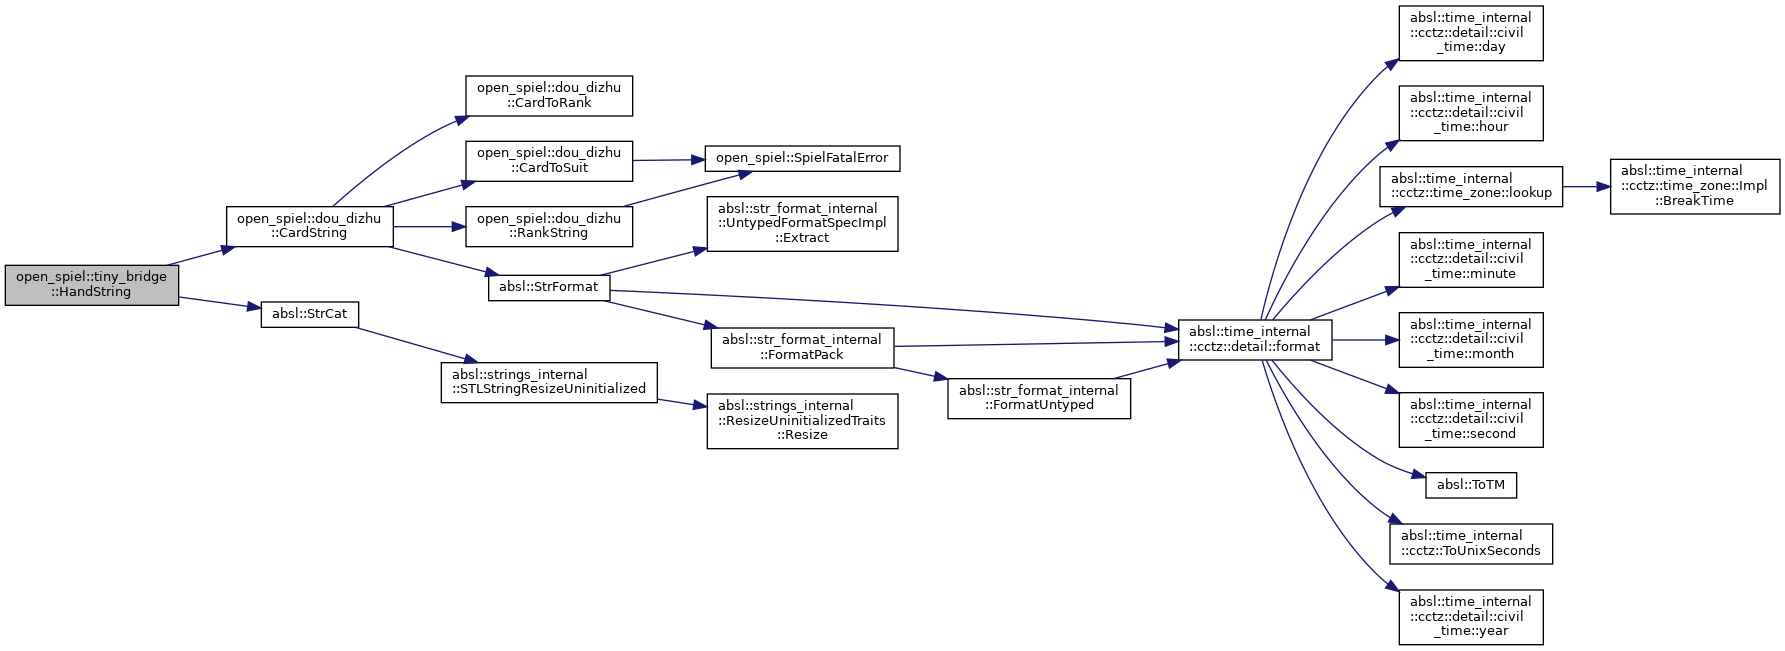 open_spiel::tiny_bridge
::HandString
open_spiel::dou_dizhu
::CardString
absl::StrCat
open_spiel::dou_dizhu
::CardToRank
open_spiel::dou_dizhu
::CardToSuit
open_spiel::dou_dizhu
::RankString
absl::StrFormat
absl::strings_internal
::STLStringResizeUninitialized
open_spiel::SpielFatalError
absl::str_format_internal
::UntypedFormatSpecImpl
::Extract
absl::str_format_internal
::FormatPack
absl::strings_internal
::ResizeUninitializedTraits
::Resize
absl::str_format_internal
::FormatUntyped
absl::time_internal
::cctz::detail::format
absl::time_internal
::cctz::detail::civil
_time::day
absl::time_internal
::cctz::detail::civil
_time::hour
absl::time_internal
::cctz::time_zone::lookup
absl::time_internal
::cctz::detail::civil
_time::minute
absl::time_internal
::cctz::detail::civil
_time::month
absl::time_internal
::cctz::detail::civil
_time::second
absl::ToTM
absl::time_internal
::cctz::ToUnixSeconds
absl::time_internal
::cctz::detail::civil
_time::year
absl::time_internal
::cctz::time_zone::Impl
::BreakTime